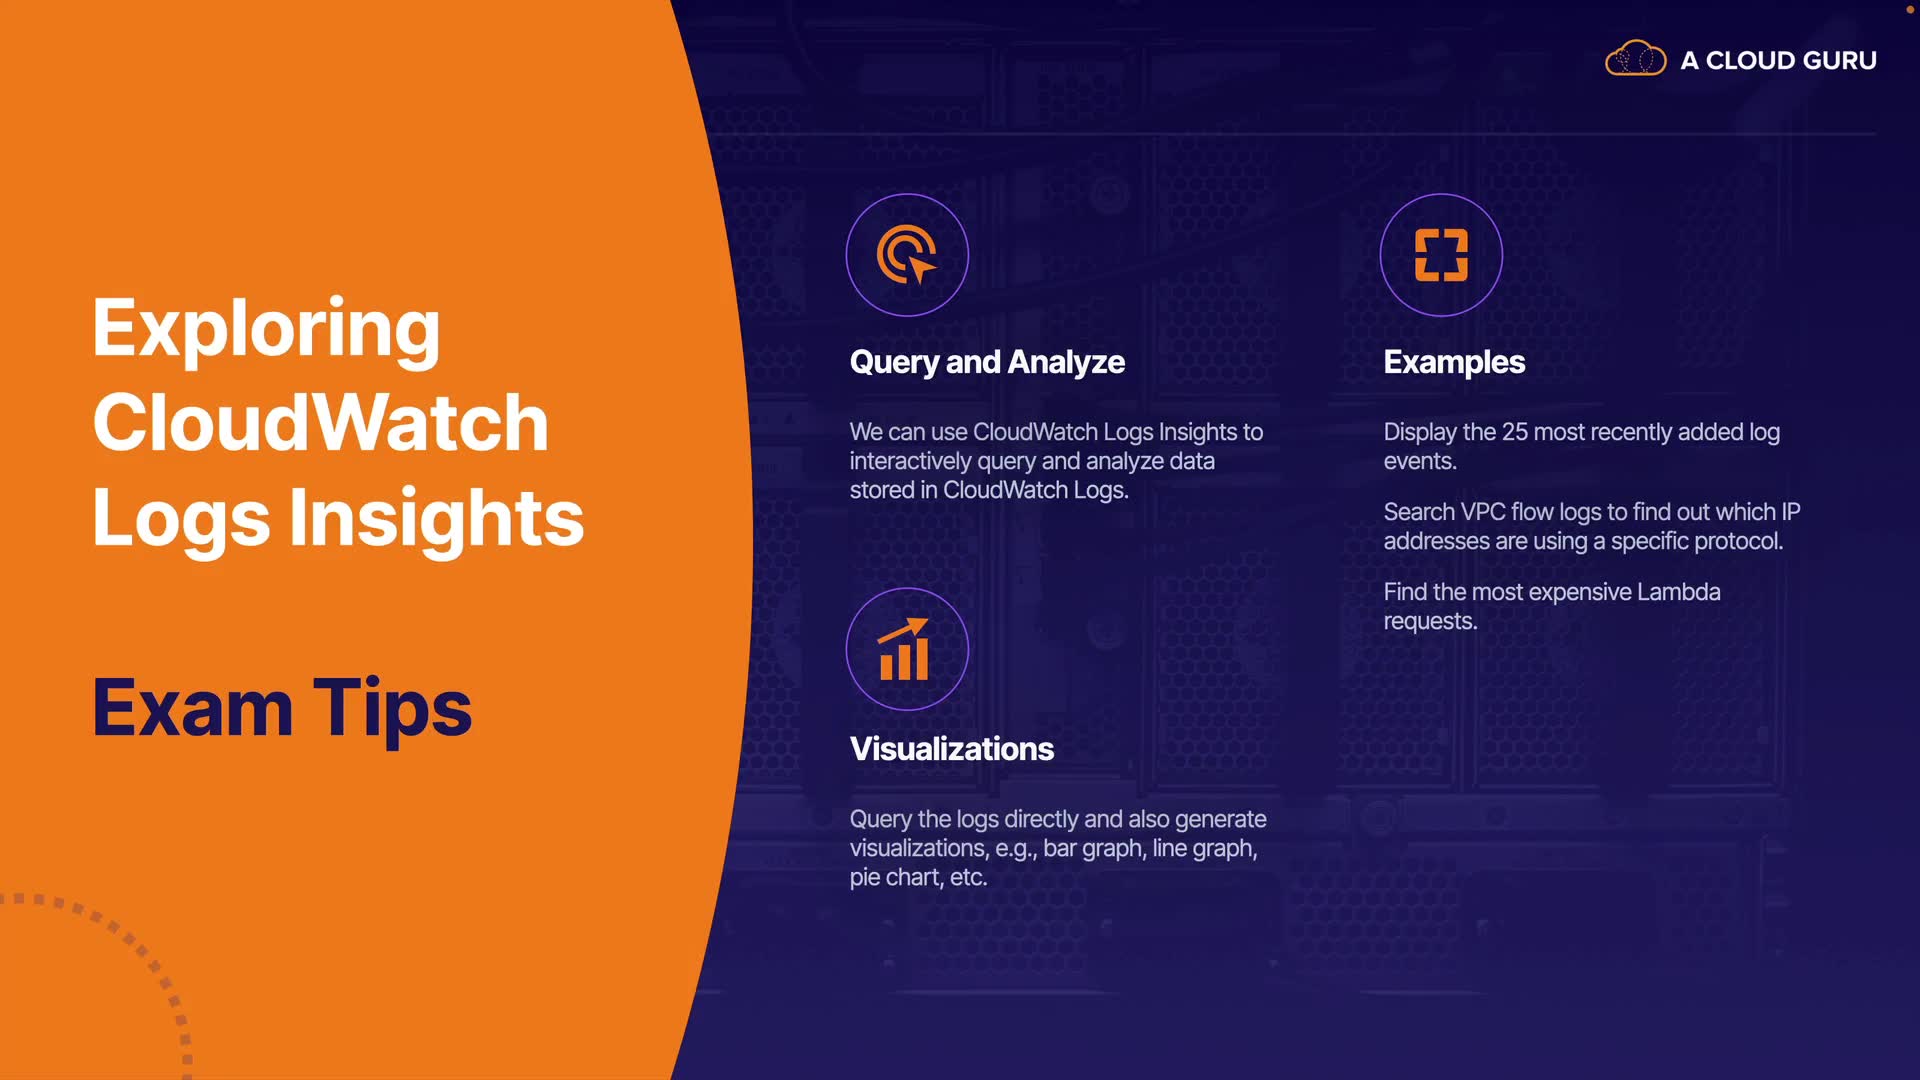 A CLOUD GURU
Exploring
CloudWatch
Logs Insights
Exam Tips
Query and Analyze
We can use CloudWatch Logs Insights to
interactively query and analyze data
stored in CloudWatch Logs.
Visualizations
Query the logs directly and also generate
visualizations, e.g., bar graph, line graph,
pie chart, etc.
Examples
Display the 25 most recently added log
events.
Search VPC flow logs to find out which IP
addresses are using a specific protocol.
Find the most expensive Lambda
requests.